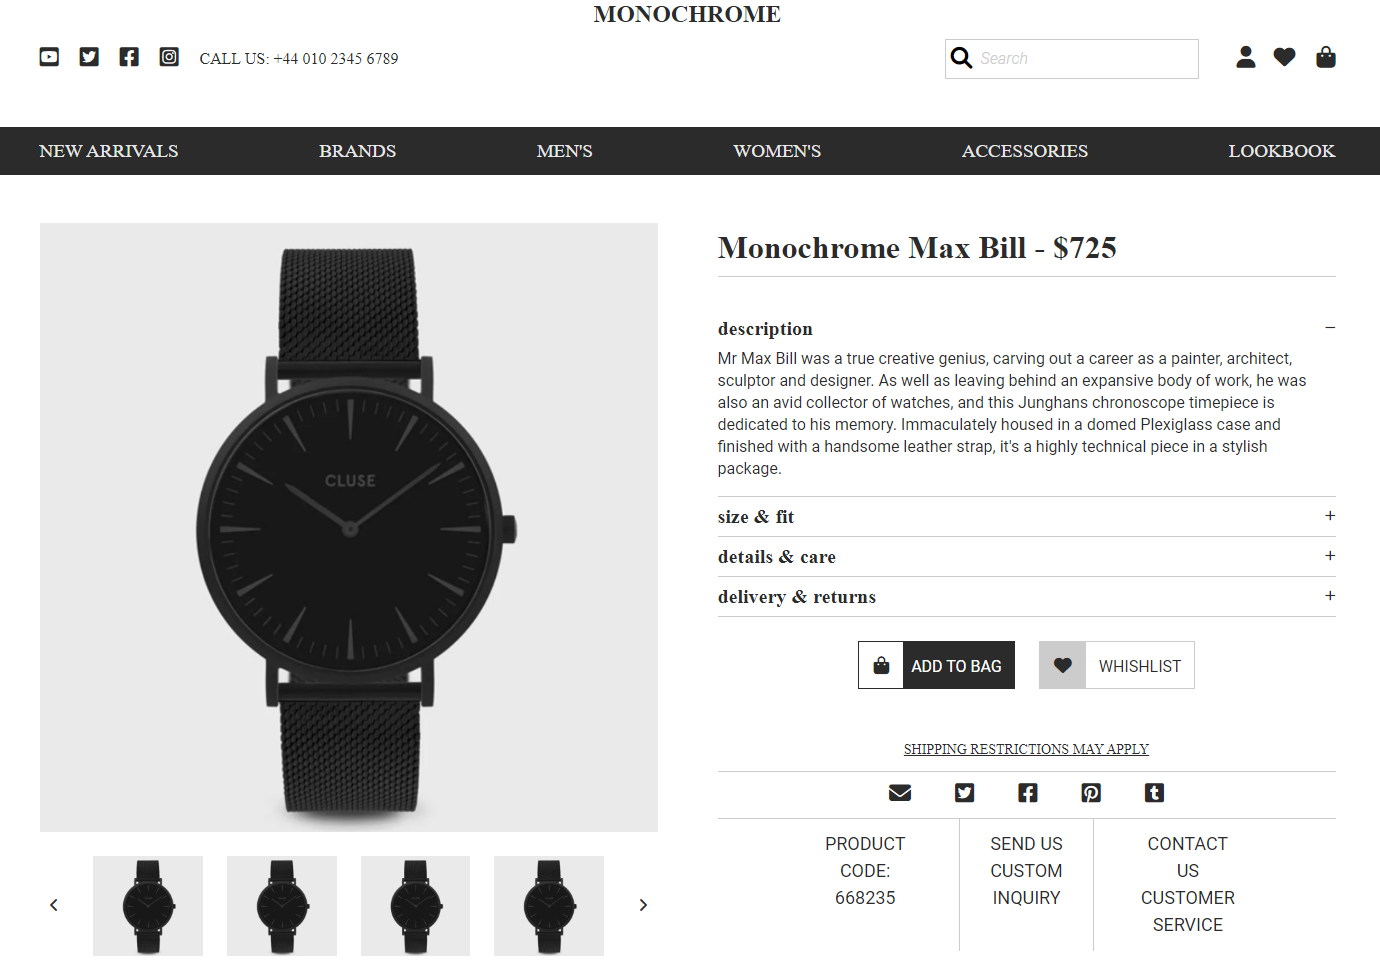 MONOCHROME
CALL US: +44 010 2345 6789
Search
NEW ARRIVALS
BRANDS
MEN'S
WOMEN'S
ACCESSORIES
LOOKBOOK
CLUSE
Monochrome Max Bill - $725
description
Mr Max Bill was a true creative genius, carving out a career as a painter, architect,
sculptor and designer. As well as leaving behind an expansive body of work, he was
also an avid collector of watches, and this Junghans chronoscope timepiece is
dedicated to his memory. Immaculately housed in a domed Plexiglass case and
finished with a handsome leather strap, it's a highly technical piece in a stylish
package.
size & fit
details & care
delivery & returns
ADD TO BAG
WHISHLIST
SHIPPING RESTRICTIONS MAY APPLY
PRODUCT
CODE:
668235
SEND US
CUSTOM
INQUIRY
CONTACT
US
CUSTOMER
SERVICE